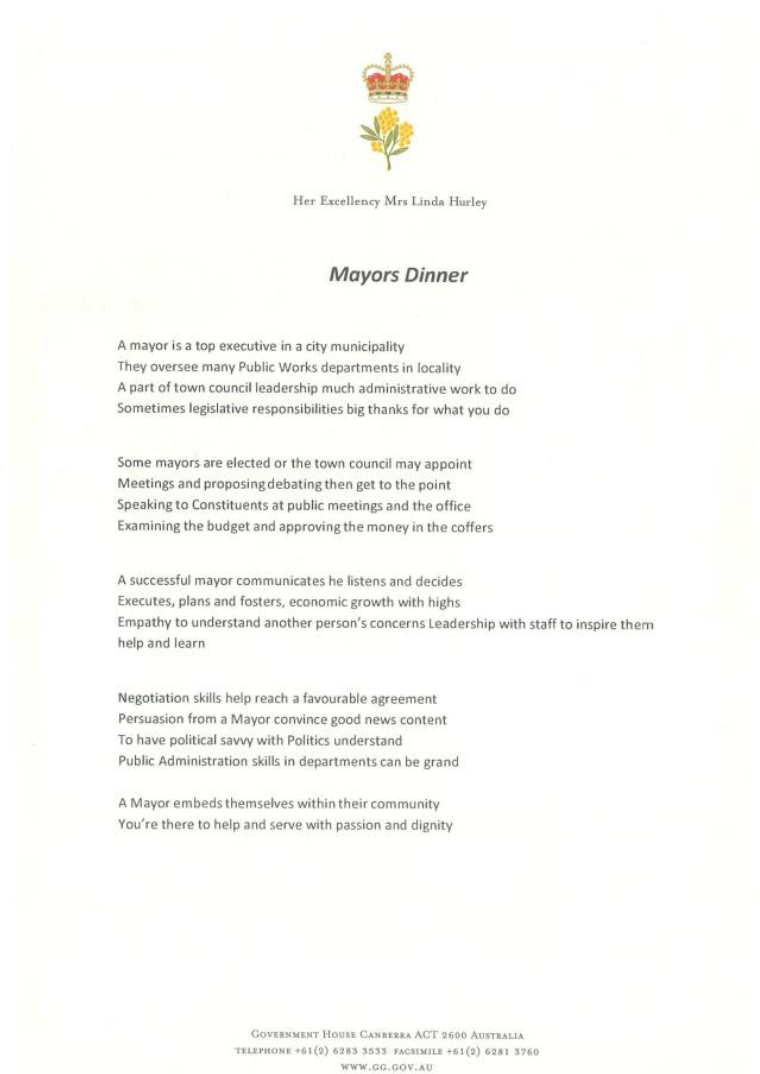 Her Excellency Mrs Linda Hurley
Mayors Dinner
A mayor is a top executive in a city municipality
They oversee many Public Works departments in locality
A part of town council leadership much administrative work to do
Sometimes legislative responsibilities big thanks for what you do
Some mayors are elected or the town council may appoint
Meetings and proposing debating then get to the point
Speaking to Constituents at public meetings and the office
Examining the budget and approving the money in the coffers
A successful mayor communicates he listens and decides
Executes, plans and fosters, economic growth with highs
Empathy to understand another person's concerns Leadership with staff to inspire them
help and learn
Negotiation skills help reach a favourable agreement
Persuasion from a Mayor convince good news content
To have political savvy with Politics understand
Public Administration skills in departments can be grand
A Mayor embeds themselves within their community
You're there to help and serve with passion and dignity
Government House Canberra ACT 2600 Australia
telephone +61(2) 6283 3533 facsimile +61(2) 6281 3760
www.gg.gov.au